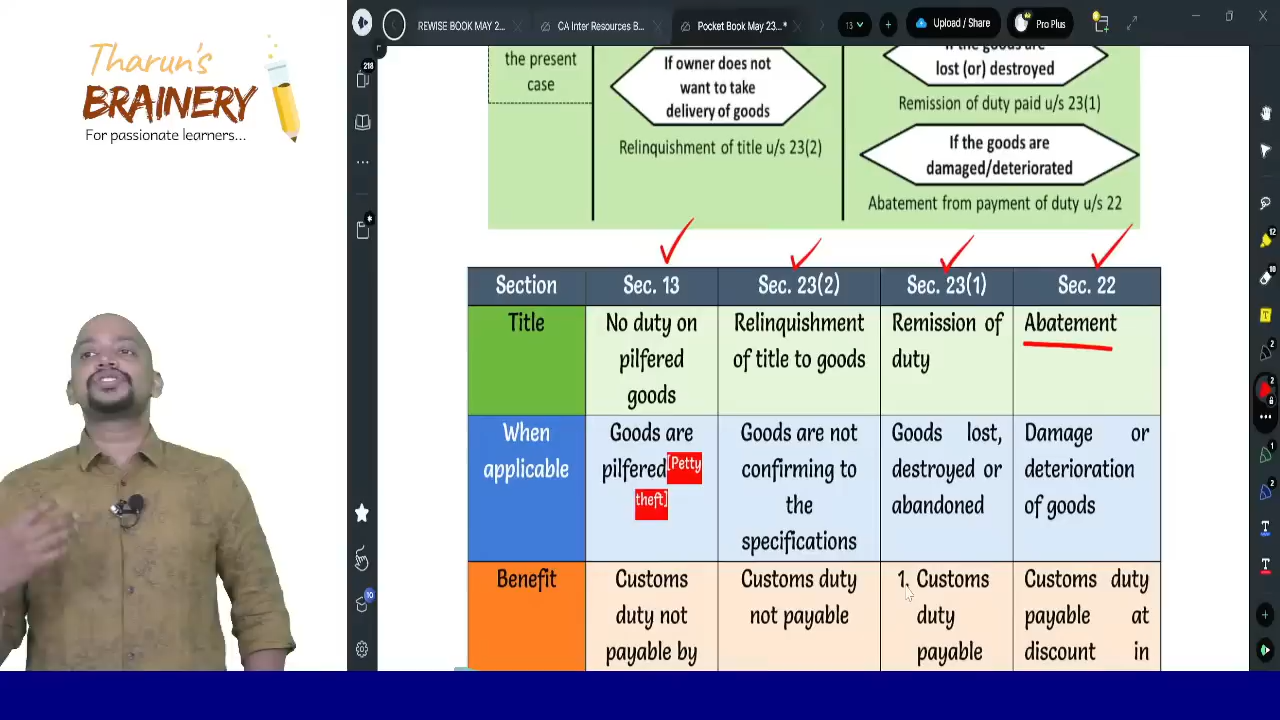 Tharun's
BRAINERY
For passionate learners...
REWISE BOOK MAY 2...
CA Inter Resources B...
Pocket Book May 23...*
13
Upload / Share
Pro Plus
the present
case
If owner does not
want to take
delivery of goods
Relinquishment of title u/s 23(2)
If the goods are
lost (or) destroyed
Remission of duty paid u/s 23(1)
If the goods are
damaged/deteriorated
Abatement from payment of duty u/s 22
Section
Sec. 13
Sec. 23(2)
Sec. 23(1)
Sec. 22
Title
No duty on
pilfered
goods
Relinquishment
of title to goods
Remission of
duty
Abatement
When
applicable
Goods are
pilfered[Petty
theft]
Goods are not
confirming to
the
specifications
Goods lost,
destroyed or
abandoned
Damage or
deterioration
of goods
Benefit
Customs
duty not
payable by
Customs duty
not payable
1. Customs
duty
payable
Customs duty
payable at
discount in